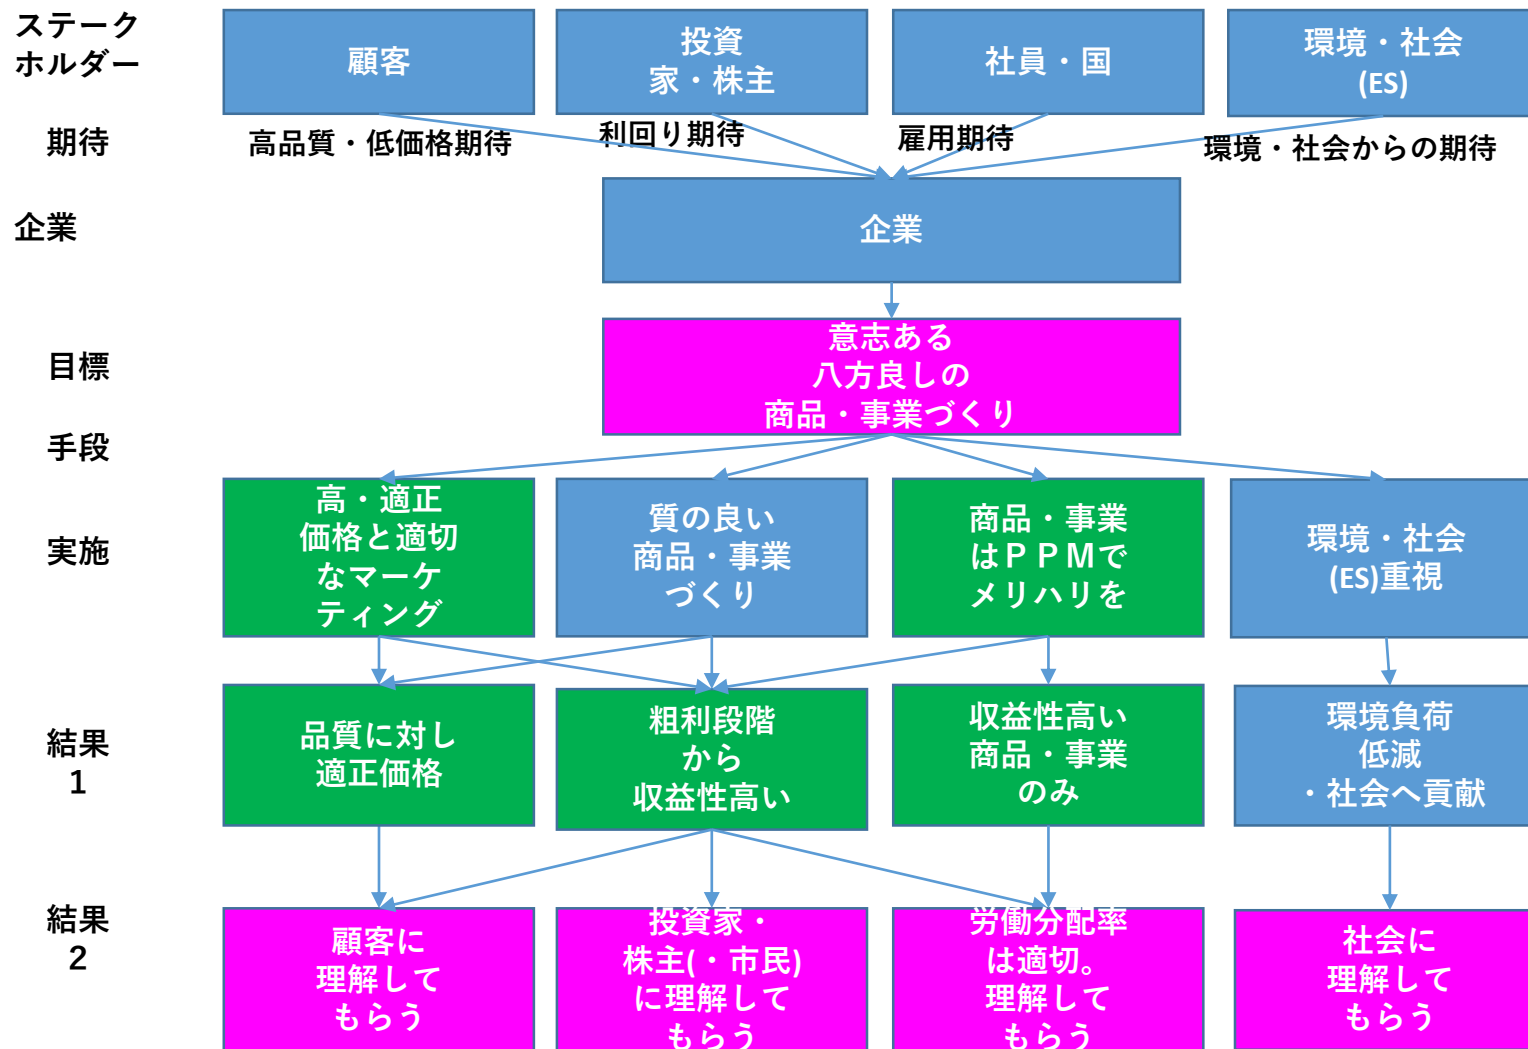 ステーク
ホルダー
顧客
投資
家・株主
社員・国
環境・社会
(ES)
期待
高品質・低価格期待
利回り期待
雇用期待
環境・社会からの期待
企業
企業
目標
意志ある
八方良しの
商品・事業づくり
手段
実施
高・適正
価格と適切
なマーケ
ティング
質の良い
商品・事業
づくり
商品・事業
はＰＰＭで
メリハリを
環境・社会
(ES)重視
結果
1
品質に対し
適正価格
粗利段階
から
収益性高い
収益性高い
商品・事業
のみ
環境負荷
低減
・社会へ貢献
結果
2
顧客に
理解して
もらう
投資家・
株主(・市民)
に理解して
もらう
労働分配率
は適切。
理解して
もらう
社会に
理解して
もらう